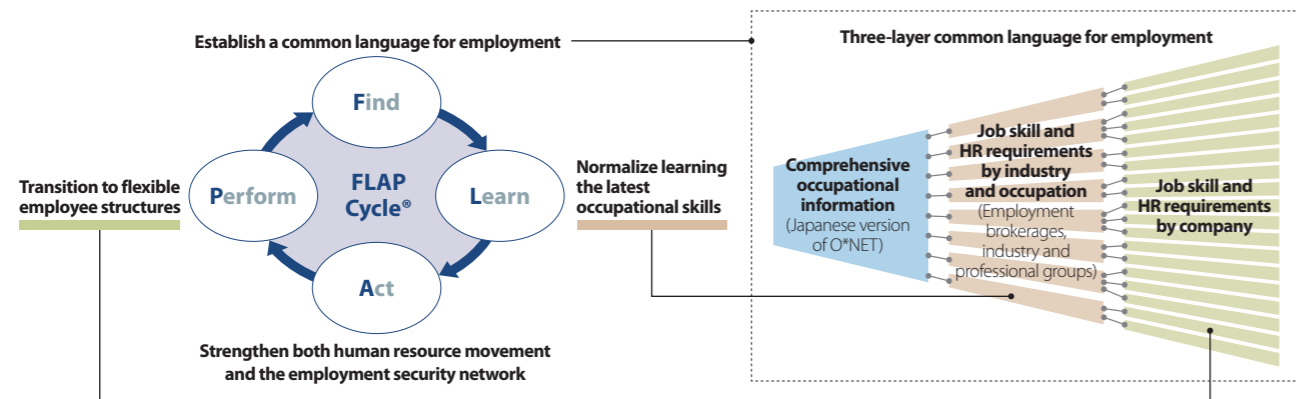 Establish a common language for employment
Find
Perform
FLAP
Cycle®
Learn
Act
Transition to flexible
employee structures
Normalize learning
the latest
occupational skills
Strengthen both human resource movement
and the employment security network
Three-layer common language for employment
Comprehensive
occupational
information
(Japanese version
of O*NET)
Job skill and
HR requirements
by industry
and occupation
(Employment
brokerages,
industry and
professional groups)
Job skill and
HR requirements
by company